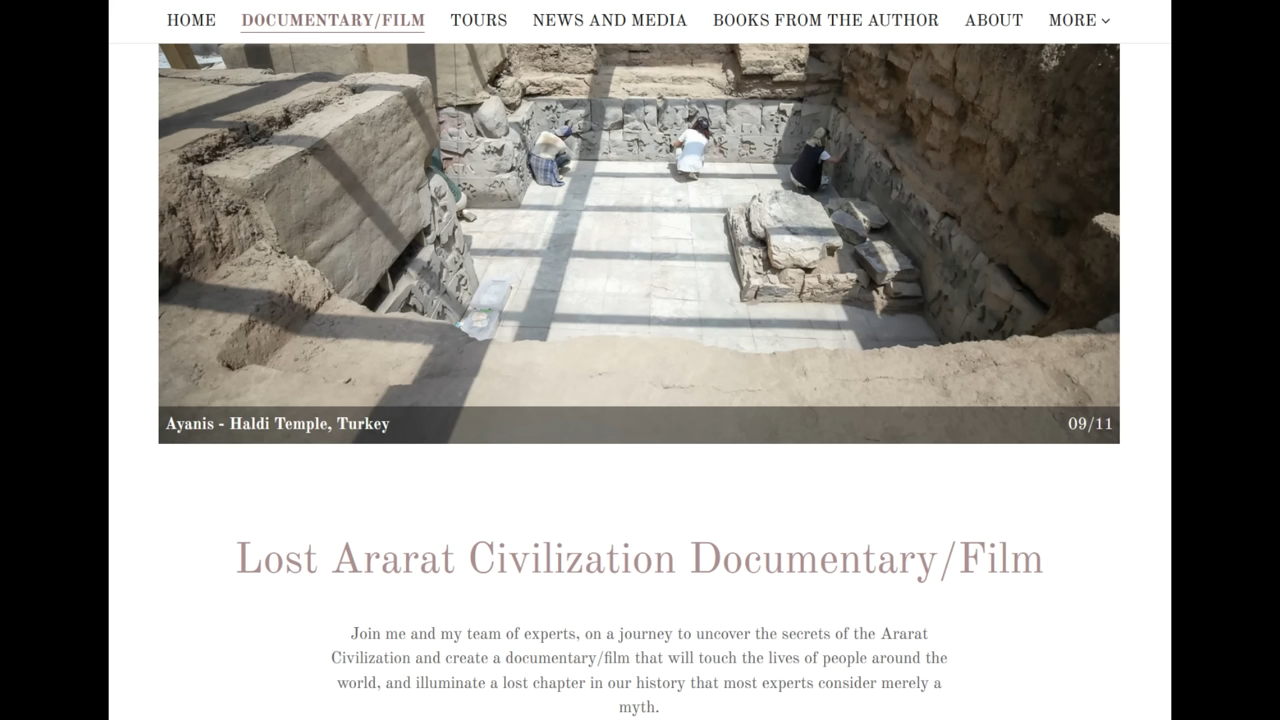 HOME DOCUMENTARY/FILM TOURS NEWS AND MEDIA BOOKS FROM THE AUTHOR ABOUT MORE
Ayanis - Haldi Temple, Turkey 09/11
Lost Ararat Civilization Documentary/Film
Join me and my team of experts, on a journey to uncover the secrets of the Ararat
Civilization and create a documentary/film that will touch the lives of people around the
world, and illuminate a lost chapter in our history that most experts consider merely a
myth.